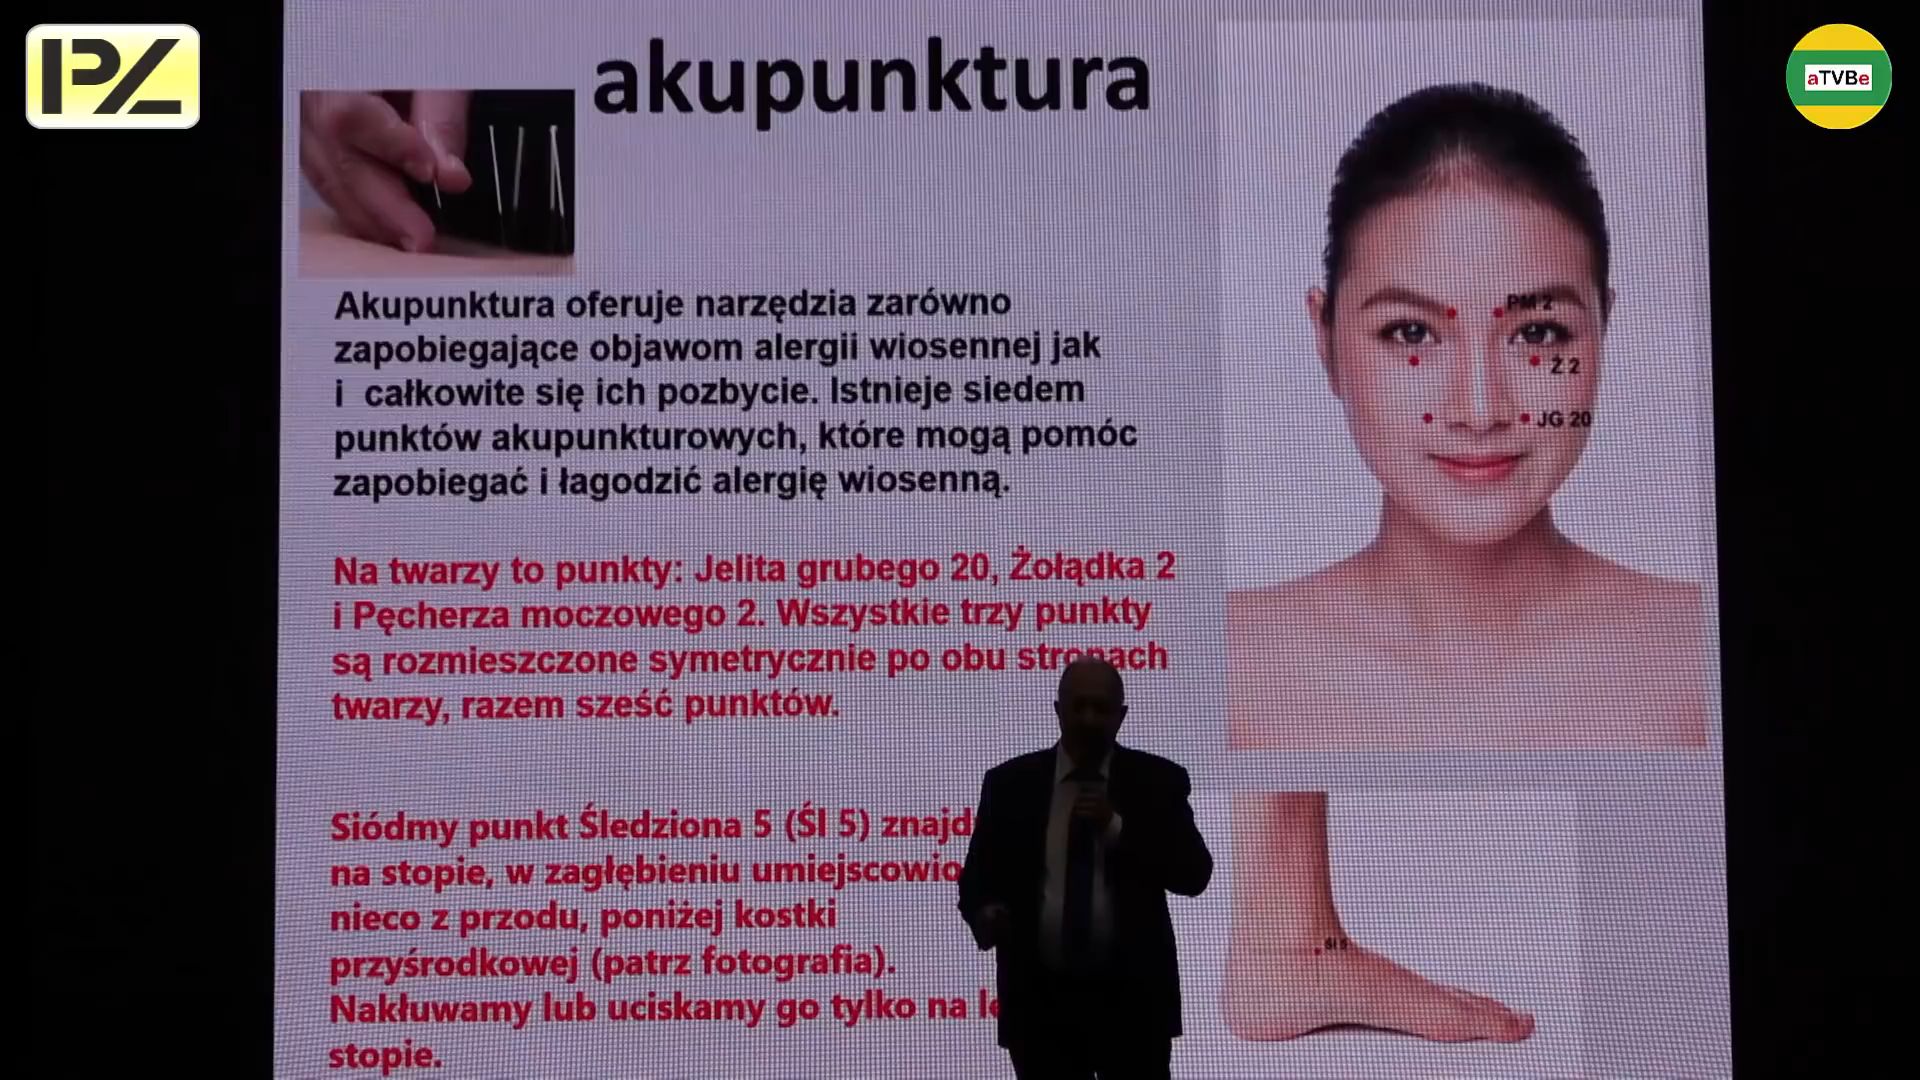 PZ
aTVBe
akupunktura
Akupunktura oferuje narzędzia zarówno
zapobiegające objawom alergii wiosennej jak
i całkowite się ich pozbycie. Istnieje siedem
punktów akupunkturowych, które mogą pomóc
zapobiegać i łagodzić alergię wiosenną.
Na twarzy to punkty: Jelita grubego 20, Żołądka 2
i Pęcherza moczowego 2. Wszystkie trzy punkty
są rozmieszczone symetrycznie po obu stronach
twarzy, razem sześć punktów.
Siódmy punkt Śledziona 5 (Śl 5) znajd
na stopie, w zagłębieniu umiejscowio
nieco z przodu, poniżej kostki
przyśrodkowej (patrz fotografia).
Nakłuwamy lub uciskamy go tylko na le
stopie.
PM 2
Ż 2
JG 20
Śl 5